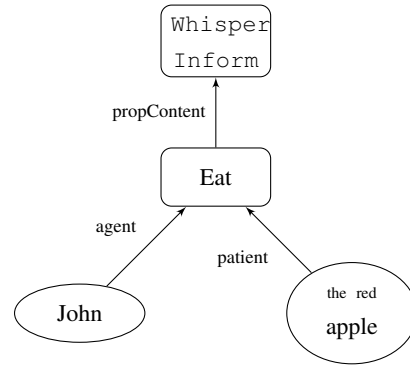 Whisper
Inform
propContent
Eat
agent
patient
John
the red
apple